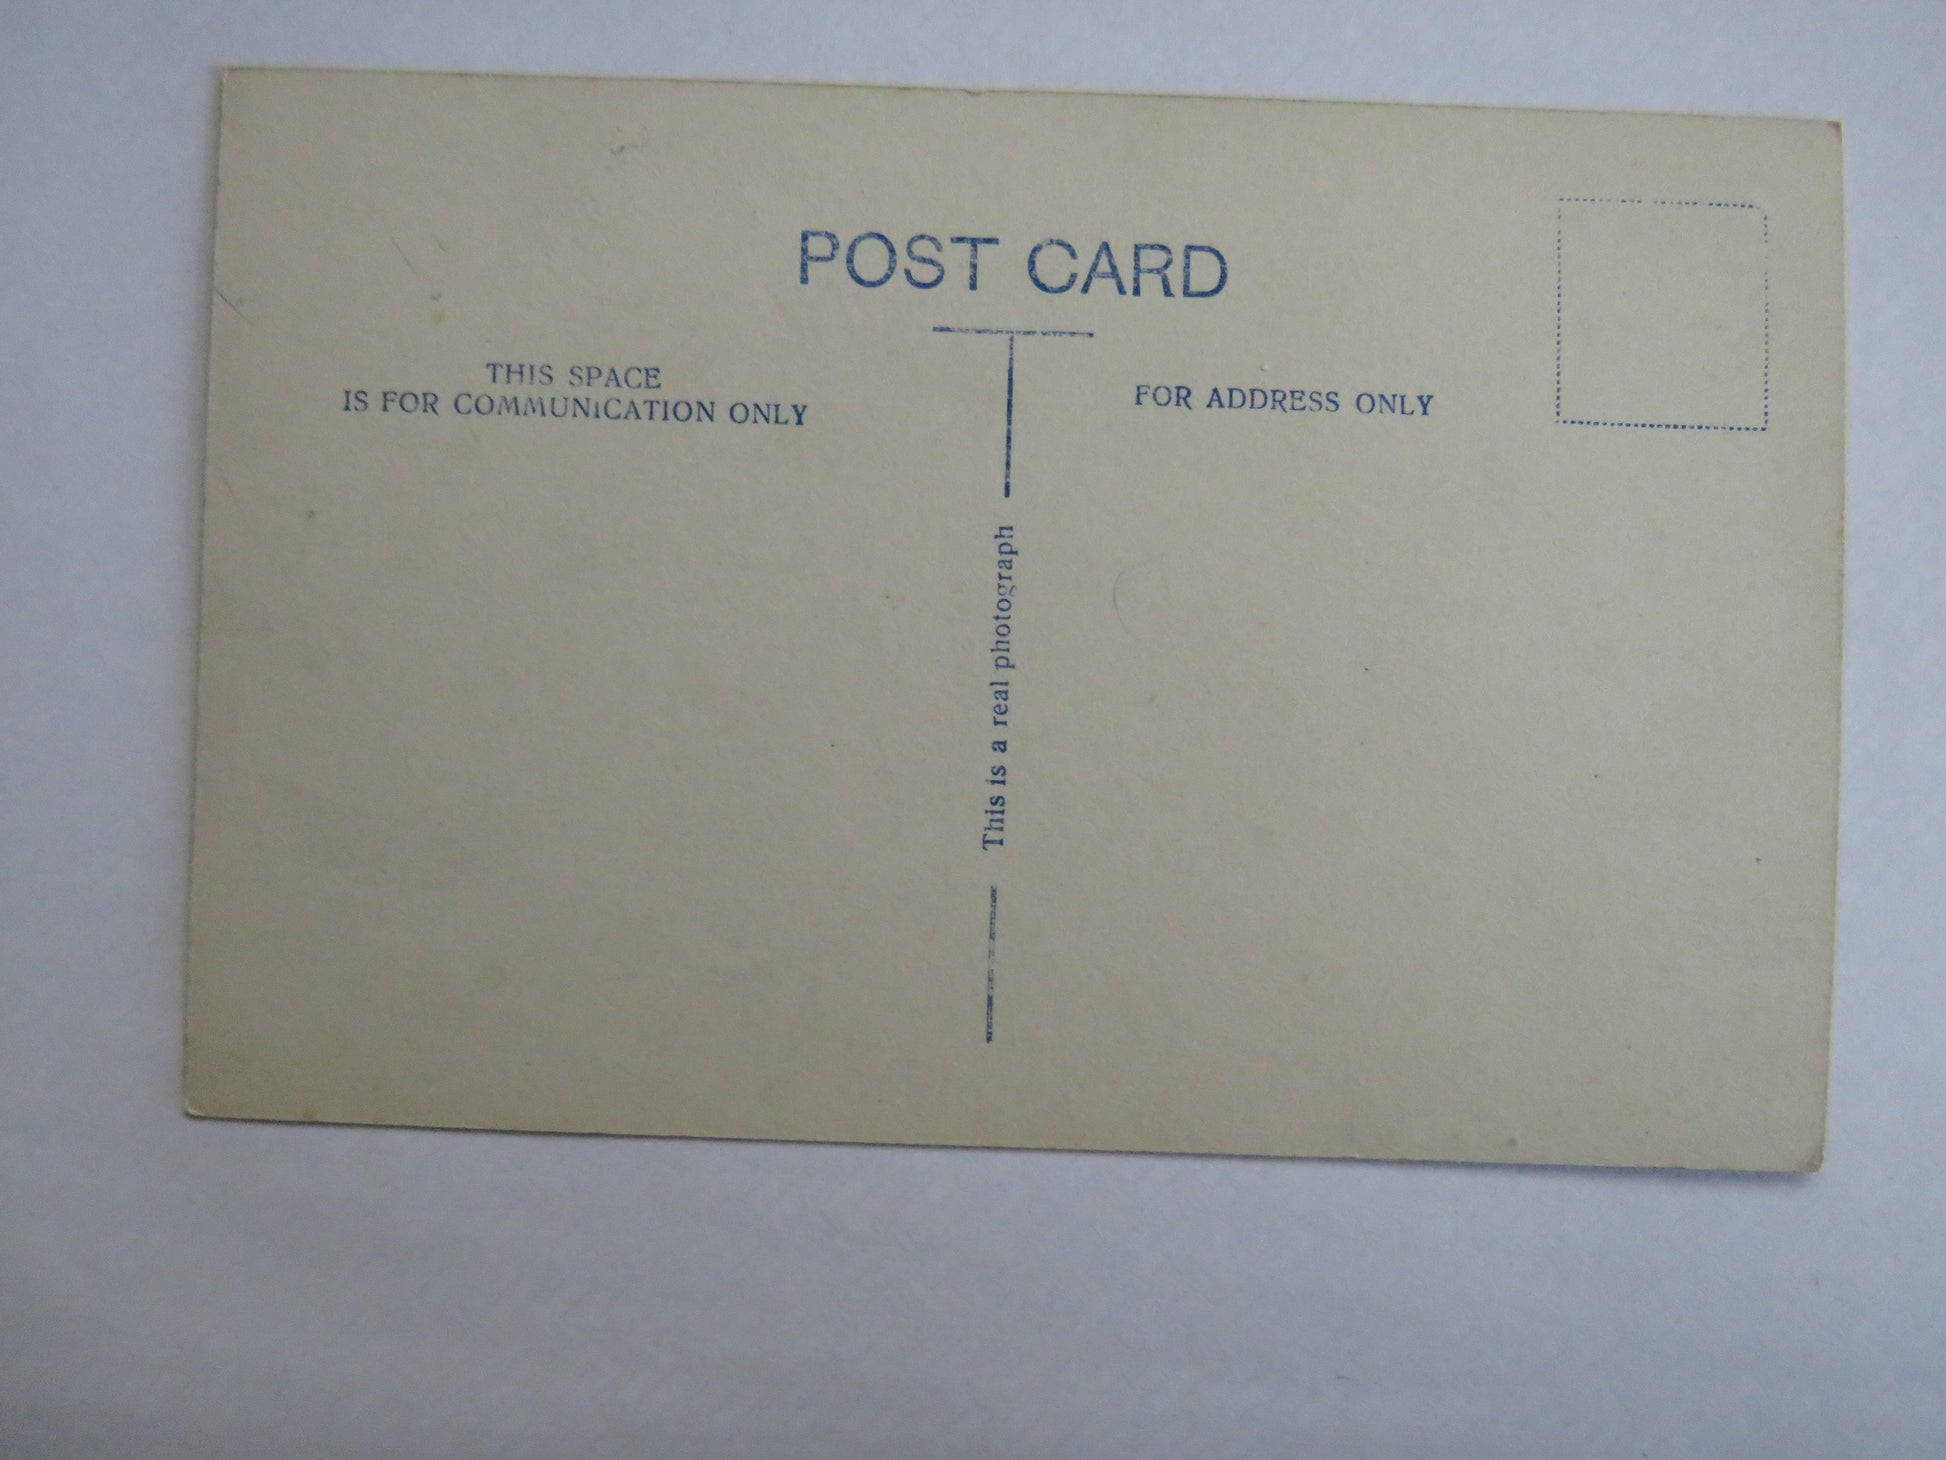 POST CARD
THIS SPACE
IS FOR COMMUNICATION ONLY
FOR ADDRESS ONLY
This is a real photograph